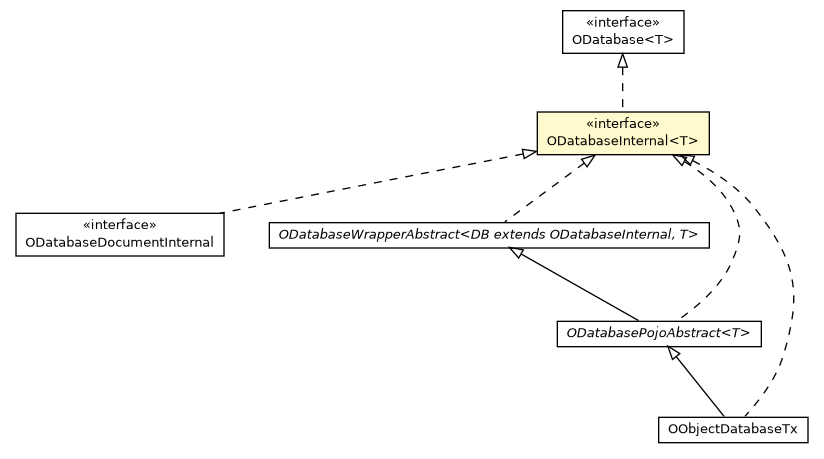 «interface»
ODatabase<T>
«interface»
ODatabaseInternal<T>
«interface»
ODatabaseDocumentInternal
ODatabaseWrapperAbstract<DB extends ODatabaseInternal, T>
ODatabasePojoAbstract<T>
OObjectDatabaseTx